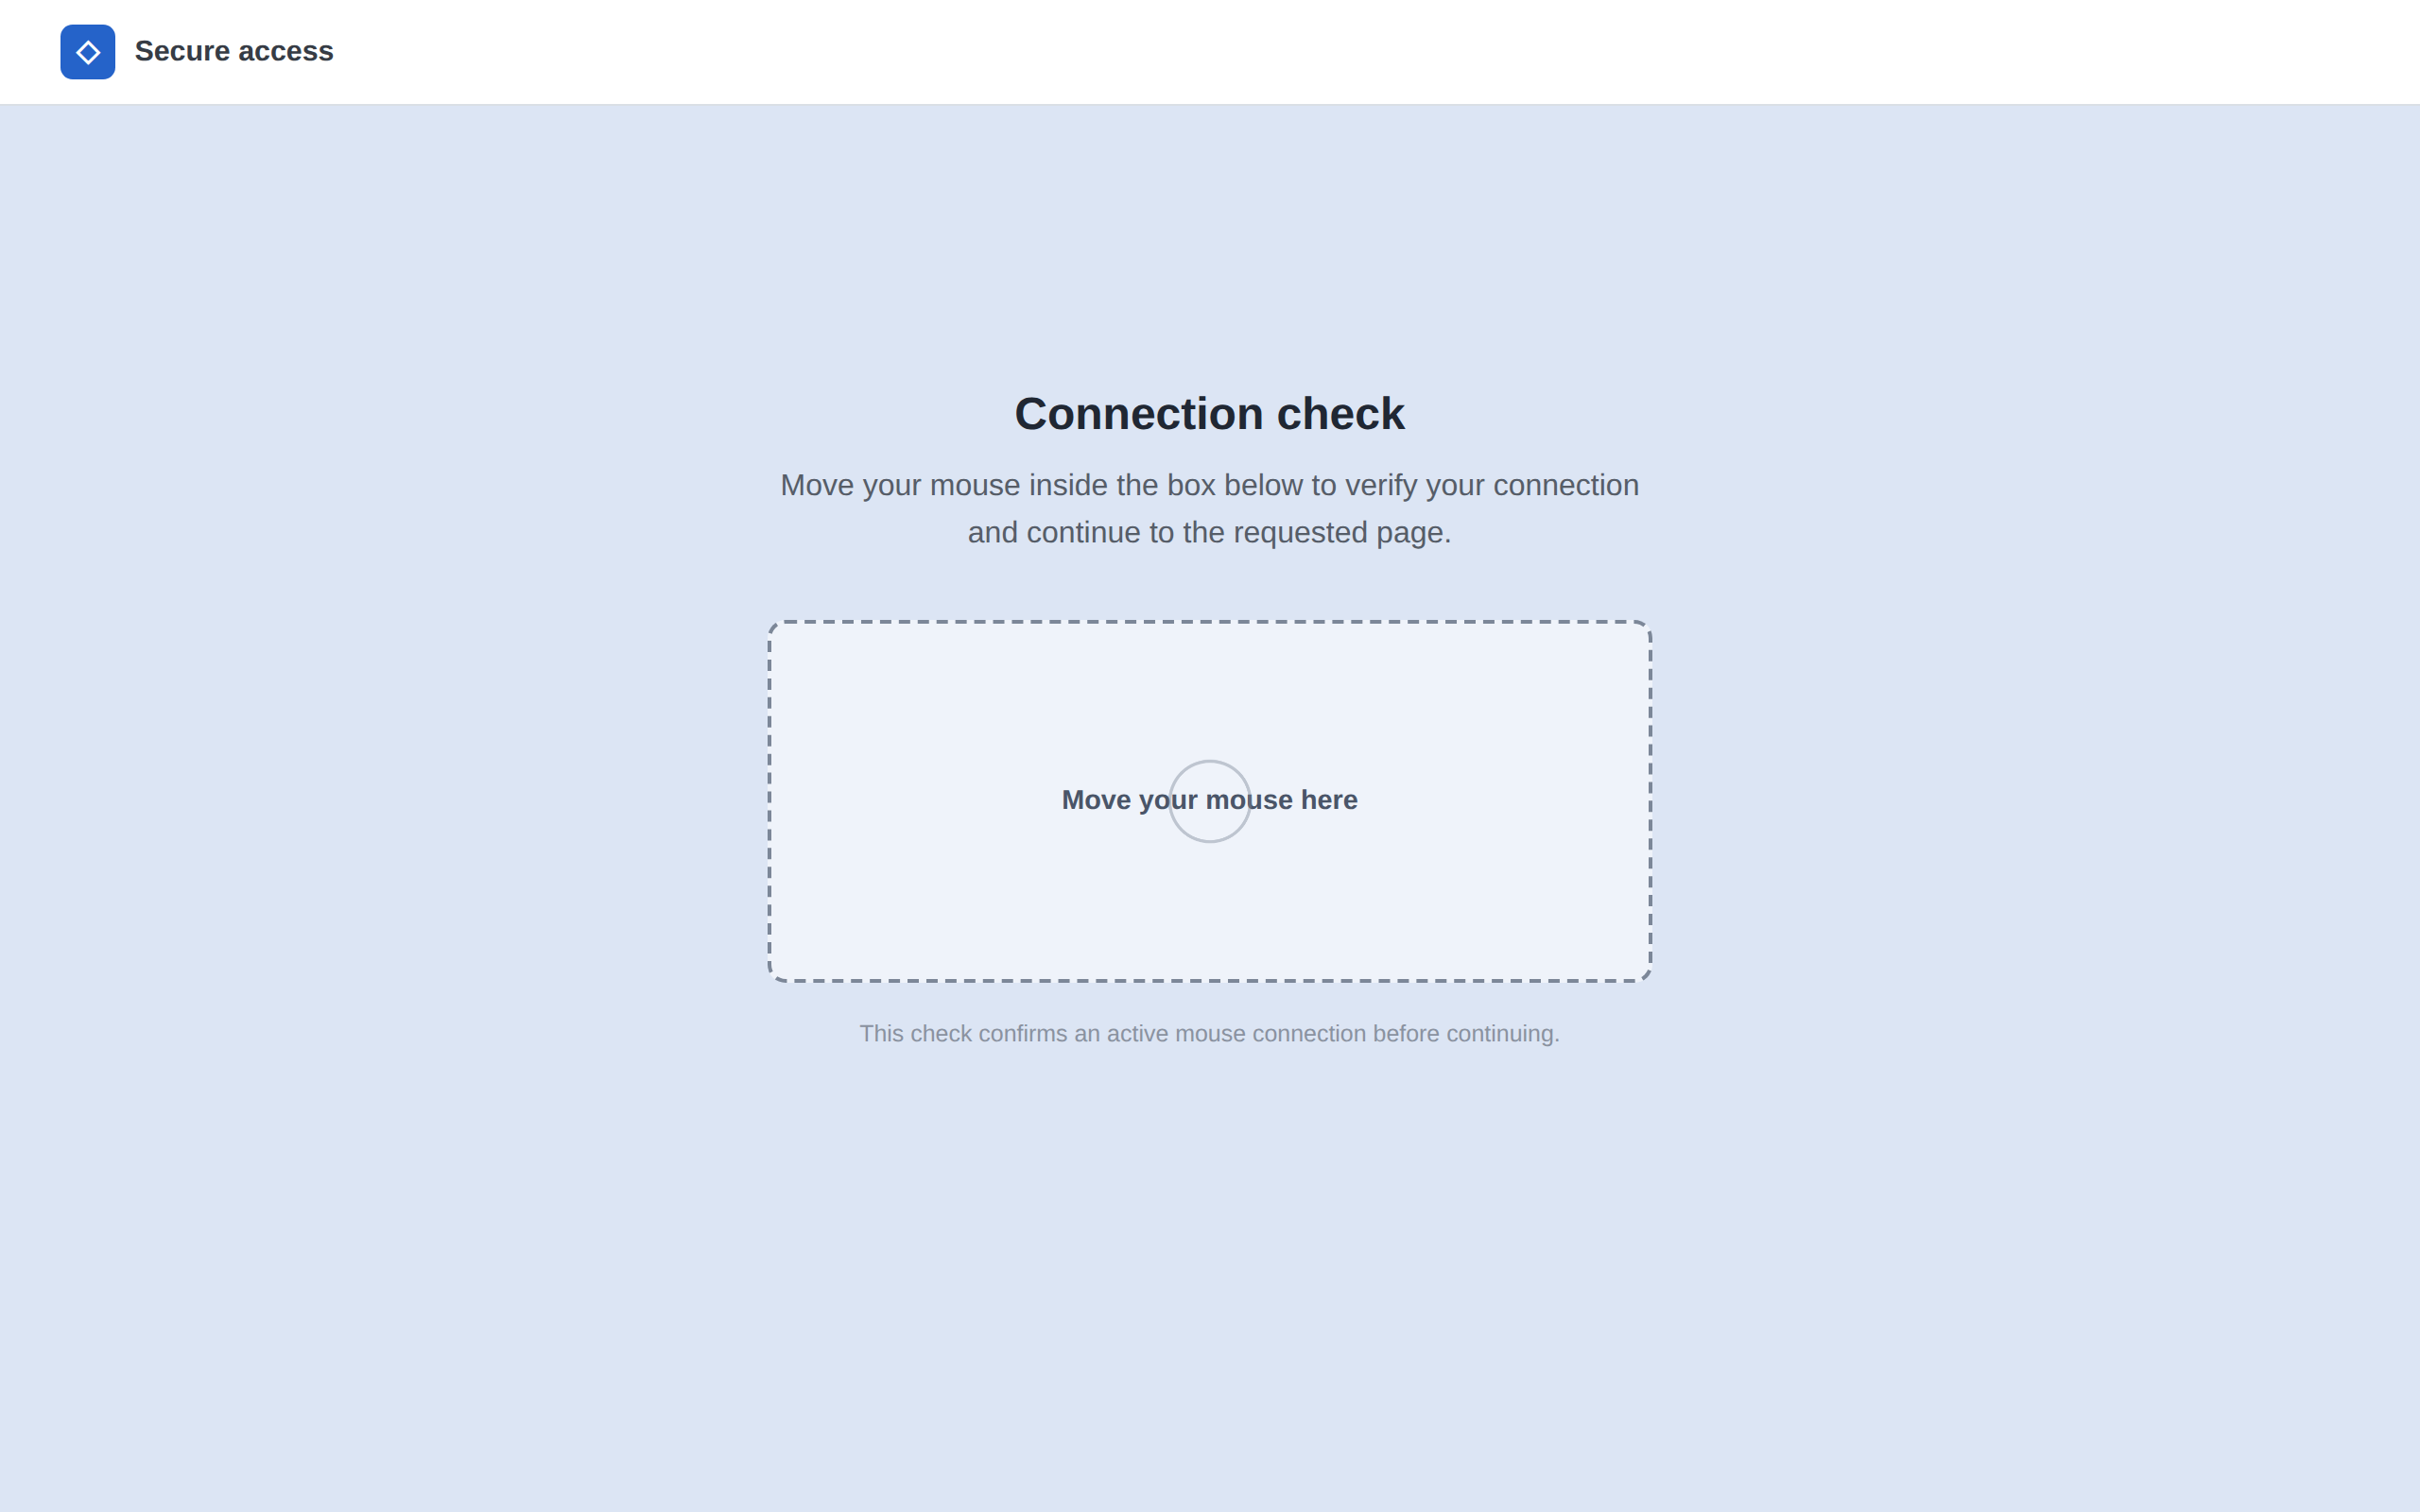 Secure access
Connection check
Move your mouse inside the box below to verify your connection
and continue to the requested page.
Move your mouse here
This check confirms an active mouse connection before continuing.